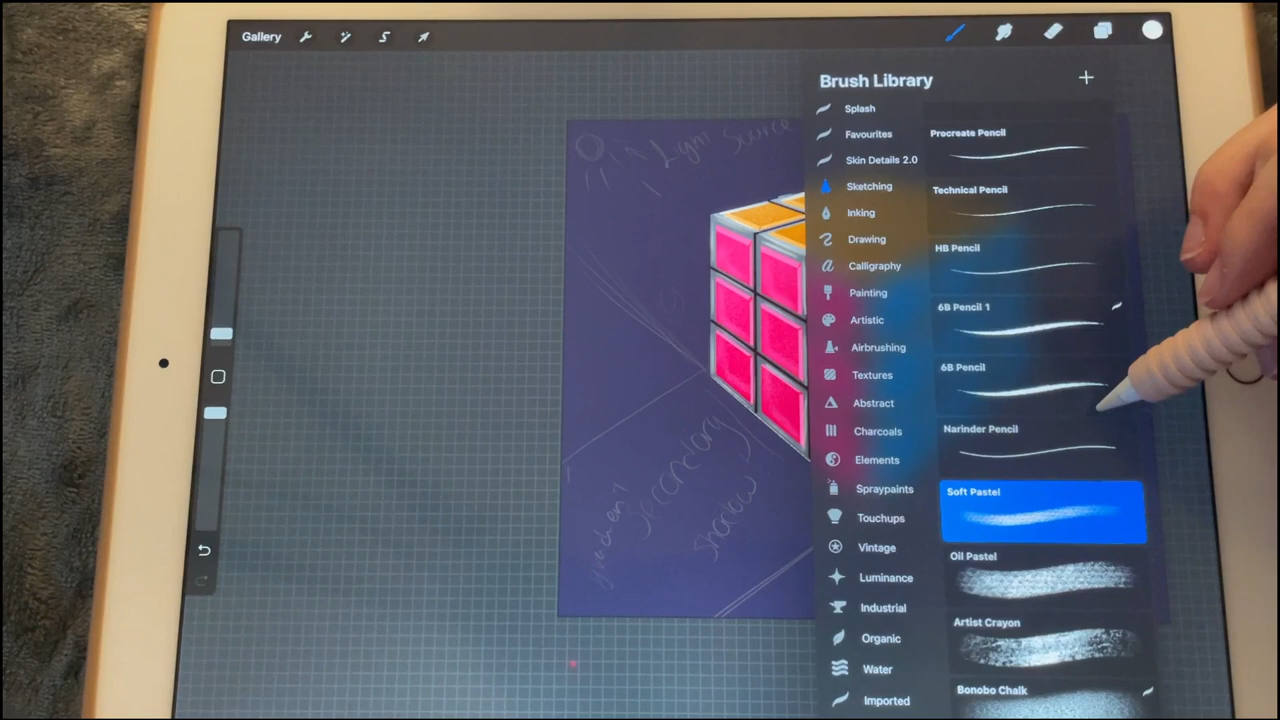 Gallery
Brush Library
Splash
Favourites
Skin Details 2.0
Sketching
Inking
Drawing
Calligraphy
Painting
Artistic
Airbrushing
Textures
Abstract
Charcoals
Elements
Spraypaints
Touchups
Vintage
Luminance
Industrial
Organic
Water
Imported
Procreate Pencil
Technical Pencil
HB Pencil
6B Pencil 1
6B Pencil
Narinder Pencil
Soft Pastel
Oil Pastel
Artist Crayon
Bonobo Chalk
Source
gradient
Secondary
Shadow